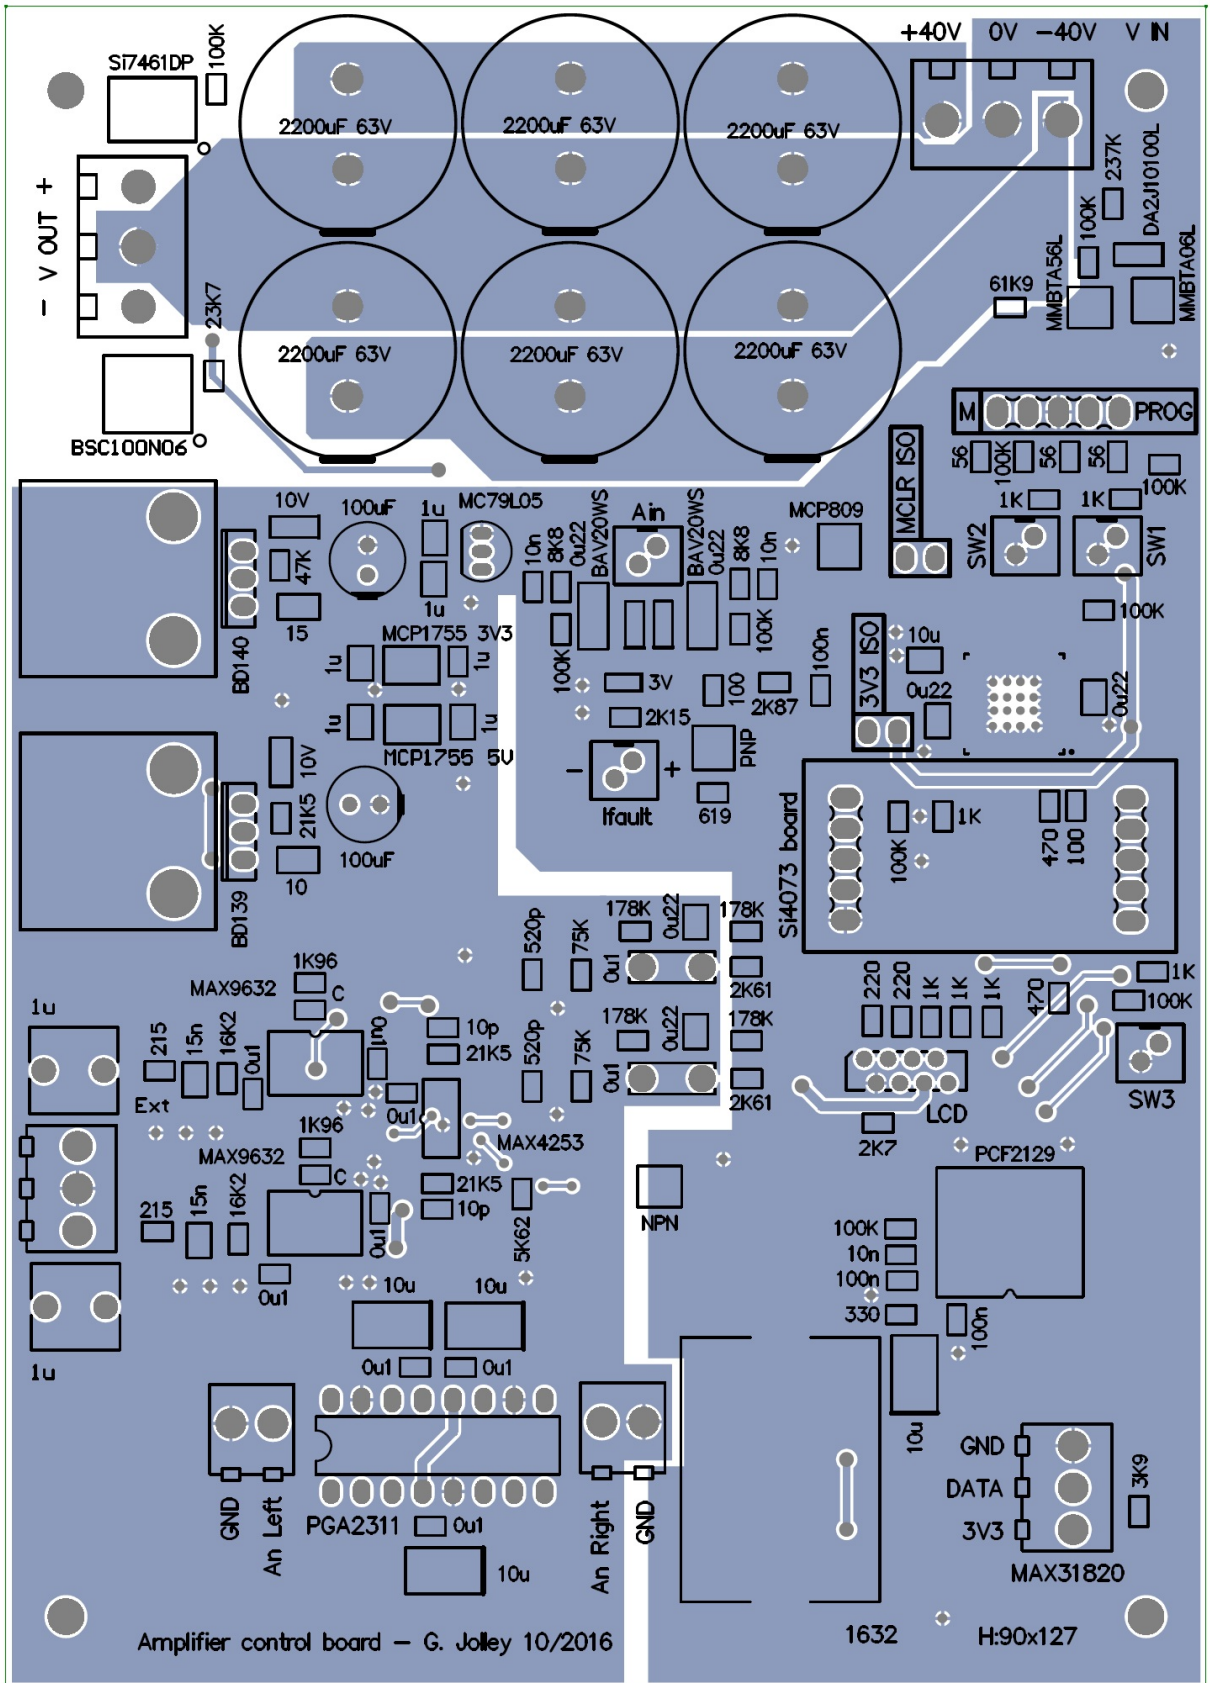 +40V 0V -40V V IN
Si7461DP
100K
2200uF 63V
2200uF 63V
2200uF 63V
- V OUT +
237K
DA2J10100L
100K
MMBTA56L
MMBTA06L
61K9
23K7
2200uF 63V
2200uF 63V
2200uF 63V
BSC100N06
M PROG
56
100K
56
56
100K
MCLR ISO
1K
1K
SW2
SW1
10V
100uF
1u
MC79L05
10n
8K8
0u22
BAV20WS
Ain
BAV20WS
0u22
8K8
10n
MCP809
47K
15
1u
BD140
MCP1755 3V3
1u
1u
100K
100K
100n
3V3 ISO
10u
100K
3V
100
2K87
0u22
0u22
1u
1u
2K15
PNP
MCP1755 5V
10V
- +
Ifault
619
21K5
100uF
10
BD139
Si4073 board
100K
1K
470
100
178K
0u22
178K
520p
75K
0u1
2K61
1K96
MAX9632
C
220
220
1K
1K
1K
470
1K
100K
1u
215
15n
16K2
0u1
0u1
10p
21K5
520p
75K
178K
0u22
178K
0u1
2K61
Ext
0u1
LCD
SW3
1K96
MAX4253
2K7
MAX9632
C
PCF2129
215
15n
16K2
0u1
21K5
10p
5K62
NPN
100K
10n
100n
330
100n
0u1
10u
10u
1u
0u1
0u1
10u
GND
An Left
PGA2311
0u1
An Right
GND
GND
DATA
3V3
3K9
10u
MAX31820
Amplifier control board - G. Jolley 10/2016
1632
H:90x127